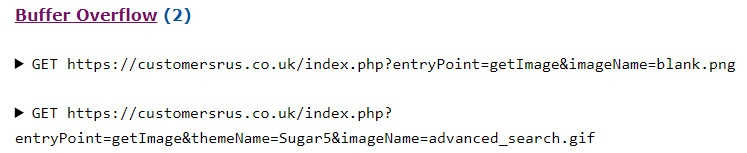 Buffer Overflow (2)
▶ GET https://customersrus.co.uk/index.php?entryPoint=getImage&imageName=blank.png
▶ GET https://customersrus.co.uk/index.php?
entryPoint=getImage&themeName=Sugar5&imageName=advanced_search.gif